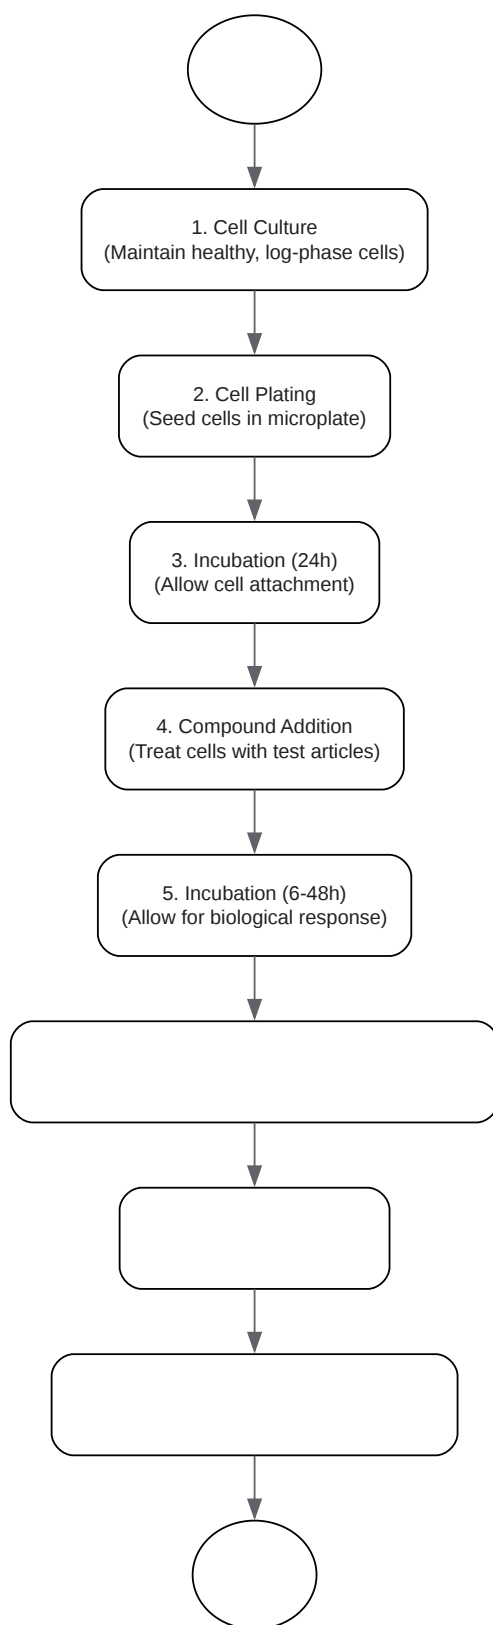 1. Cell Culture
(Maintain healthy, log-phase cells)
2. Cell Plating
(Seed cells in microplate)
3. Incubation (24h)
(Allow cell attachment)
4. Compound Addition
(Treat cells with test articles)
5. Incubation (6-48h)
(Allow for biological response)